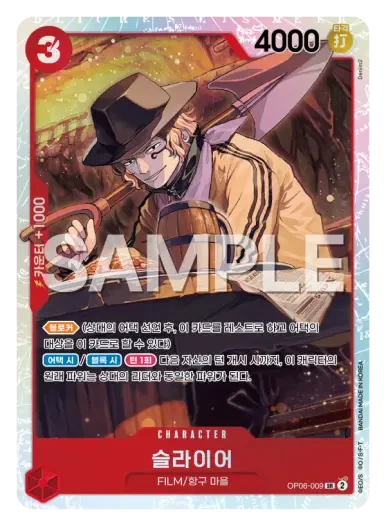 3
4000
타격
打
Denim2
카운터 +1000
SAMPLE
블로커 (상대의 어택 선언 후, 이 카드를 레스트로 하고 어택의
대상을 이 카드로 할 수 있다)
어택 시 / 블록 시 턴 1회 다음 자신의 턴 개시 시까지, 이 캐릭터의
원래 파워는 상대의 리더와 동일한 파워가 된다.
CHARACTER
슬라이어
FILM/항구 마을
OP06-009 SR 2
©E.O/S. ©O/S·F·T BANDAI MADE IN KOREA